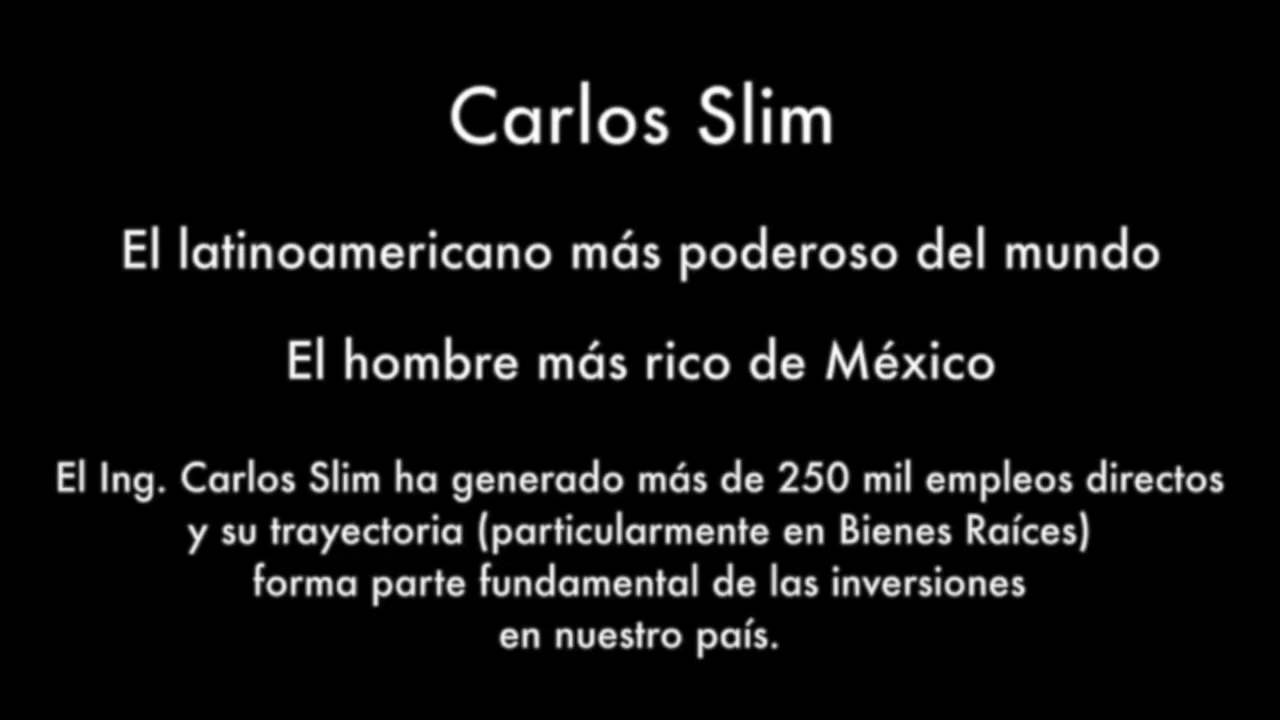 Carlos Slim
El latinoamericano más poderoso del mundo
El hombre más rico de México
El Ing. Carlos Slim ha generado más de 250 mil empleos directos
y su trayectoria (particularmente en Bienes Raíces)
forma parte fundamental de las inversiones
en nuestro país.